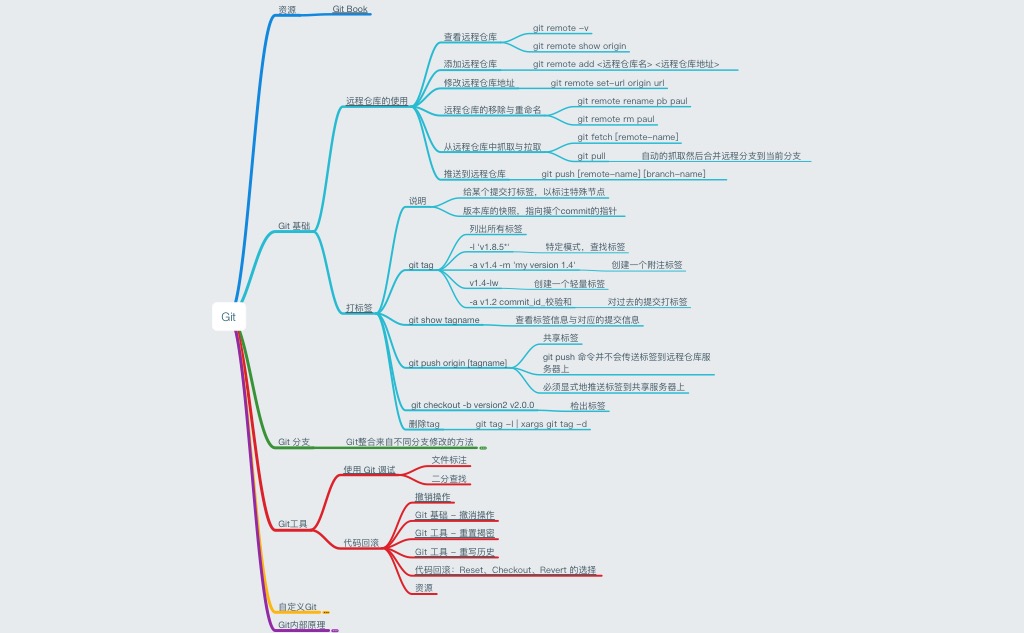 资源
Git Book
查看远程仓库
git remote -v
git remote show origin
添加远程仓库
git remote add <远程仓库名> <远程仓库地址>
修改远程仓库地址
git remote set-url origin url
远程仓库的使用
远程仓库的移除与重命名
git remote rename pb paul
git remote rm paul
从远程仓库中抓取与拉取
git fetch [remote-name]
git pull
自动的抓取然后合并远程分支到当前分支
推送到远程仓库
git push [remote-name] [branch-name]
Git 基础
说明
给某个提交打标签，以标注特殊节点
版本库的快照，指向摸个commit的指针
git tag
列出所有标签
-l 'v1.8.5*'
特定模式，查找标签
-a v1.4 -m 'my version 1.4'
创建一个附注标签
v1.4-lw
创建一个轻量标签
-a v1.2 commit_id_校验和
对过去的提交打标签
打标签
git show tagname
查看标签信息与对应的提交信息
git push origin [tagname]
共享标签
git push 命令并不会传送标签到远程仓库服
务器上
必须显式地推送标签到共享服务器上
git checkout -b version2 v2.0.0
检出标签
删除tag
git tag -l | xargs git tag -d
Git
Git 分支
Git整合来自不同分支修改的方法
Git工具
使用 Git 调试
文件标注
二分查找
代码回滚
撤销操作
Git 基础 - 撤消操作
Git 工具 - 重置揭密
Git 工具 - 重写历史
代码回滚：Reset、Checkout、Revert 的选择
资源
自定义Git
Git内部原理